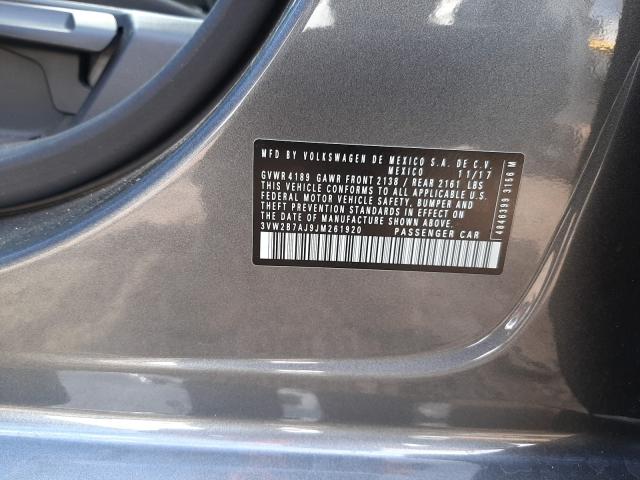 MFD BY VOLKSWAGEN DE MEXICO S.A. DE C.V.
MEXICO 11/17
GVWR 4189 GAWR FRONT 2138 / REAR 2161 LBS
THIS VEHICLE CONFORMS TO ALL APPLICABLE U.S.
FEDERAL MOTOR VEHICLE SAFETY, BUMPER AND
THEFT PREVENTION STANDARDS IN EFFECT ON
THE DATE OF MANUFACTURE SHOWN ABOVE.
3VW2B7AJ9JM261920 PASSENGER CAR
4846399 3156 M